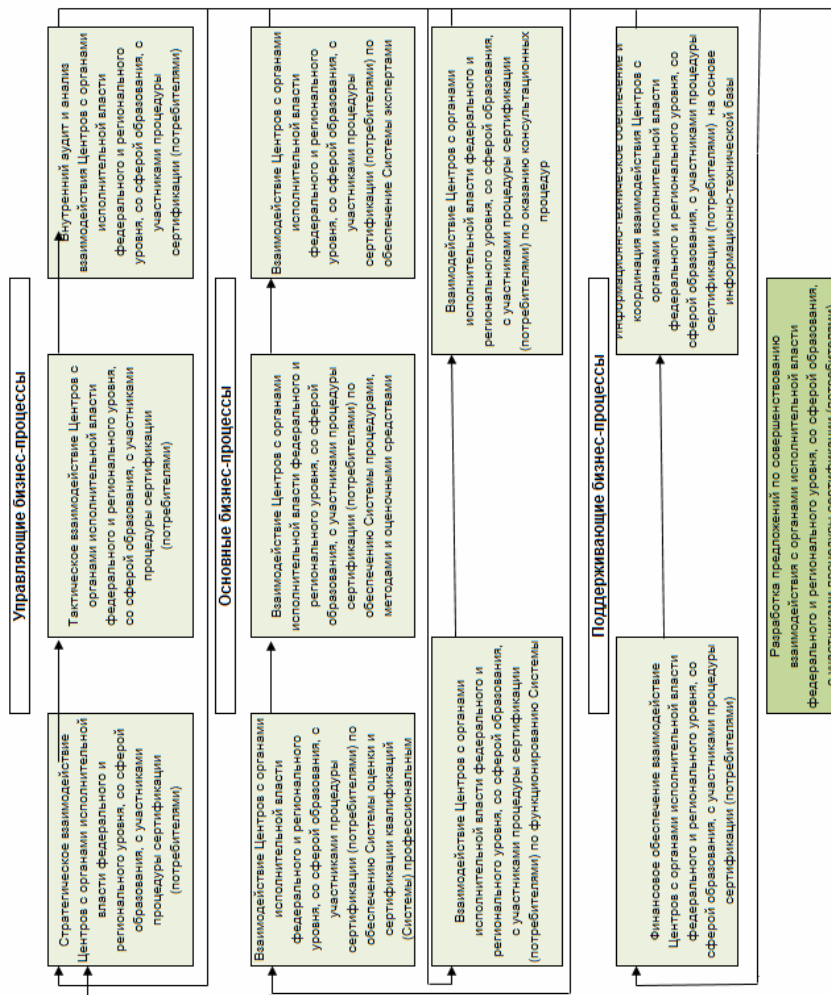 Управляющие бизнес-процессы
Стратегическое взаимодействие
Центров с органами исполнительной
власти федерального и
регионального уровня, со сферой
образования, с участниками
процедуры сертификации
(потребителями)
Тактическое взаимодействие Центров с
органами исполнительной власти
федерального и регионального уровня,
со сферой образования, с участниками
процедуры сертификации
(потребителями)
Внутренний аудит и анализ
взаимодействия Центров с органами
исполнительной власти
федерального и регионального
уровня, со сферой образования, с
участниками процедуры
сертификации (потребителями)
Основные бизнес-процессы
Взаимодействие Центров с органами
исполнительной власти
федерального и регионального
уровня, со сферой образования, с
участниками процедуры
сертификации (потребителями) по
обеспечению Системы оценки и
сертификации квалификаций
(Системы) профессиональным
Взаимодействие Центров с органами
исполнительной власти федерального и
регионального уровня, со сферой
образования, с участниками процедуры
сертификации (потребителями) по
обеспечению Системы процедурами,
методами и оценочными средствами
Взаимодействие Центров с органами
исполнительной власти
федерального и регионального
уровня, со сферой образования, с
участниками процедуры
сертификации (потребителями) по
обеспечение Системы экспертами
Взаимодействие Центров с органами
исполнительной власти федерального и
регионального уровня, со сферой образования,
с участниками процедуры сертификации
(потребителями) по функционированию Системы
Взаимодействие Центров с органами
исполнительной власти федерального и
регионального уровня, со сферой образования,
с участниками процедуры сертификации
(потребителями) по оказанию консультационных
процедур
Поддерживающие бизнес-процессы
Финансовое обеспечение взаимодействие
Центров с органами исполнительной власти
федерального и регионального уровня, со
сферой образования, с участниками процедуры
сертификации (потребителями)
Информационно-техническое обеспечение и
координация взаимодействия Центров с
органами исполнительной власти
федерального и регионального уровня, со
сферой образования, с участниками процедуры
сертификации (потребителями) на основе
информационно-технической базы
Разработка предложений по совершенствованию
взаимодействия с органами исполнительной власти
федерального и регионального уровня, со сферой образования,
с участниками процедуры сертификации (потребителями)